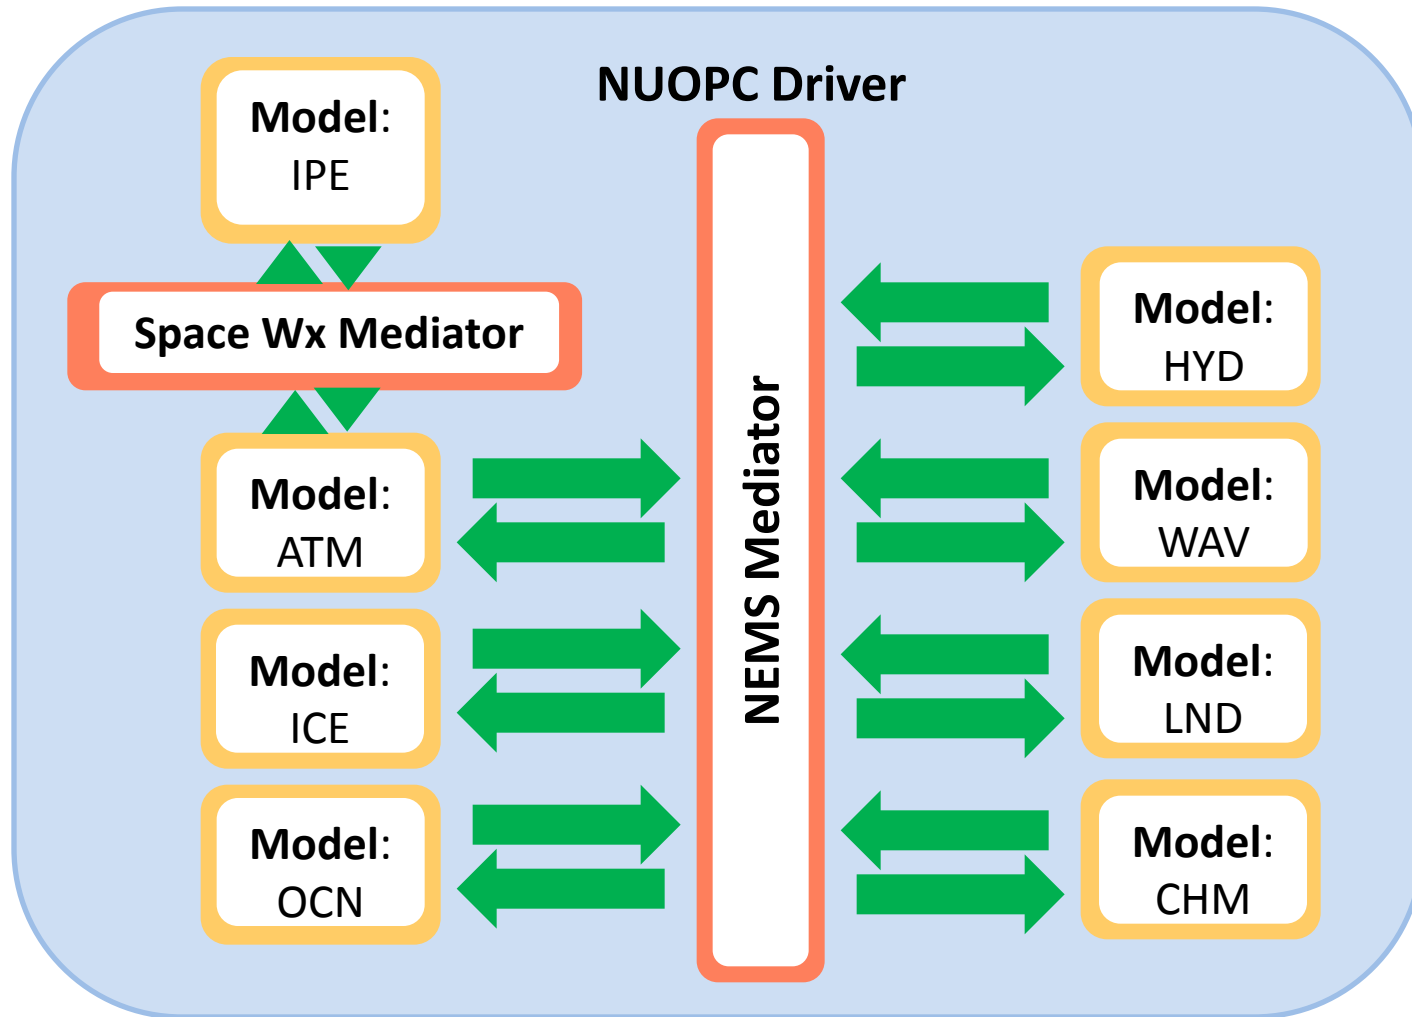 NUOPC Driver
Model:
IPE
Space Wx Mediator
Model:
ATM
Model:
ICE
Model:
OCN
NEMS Mediator
Model:
HYD
Model:
WAV
Model:
LND
Model:
CHM